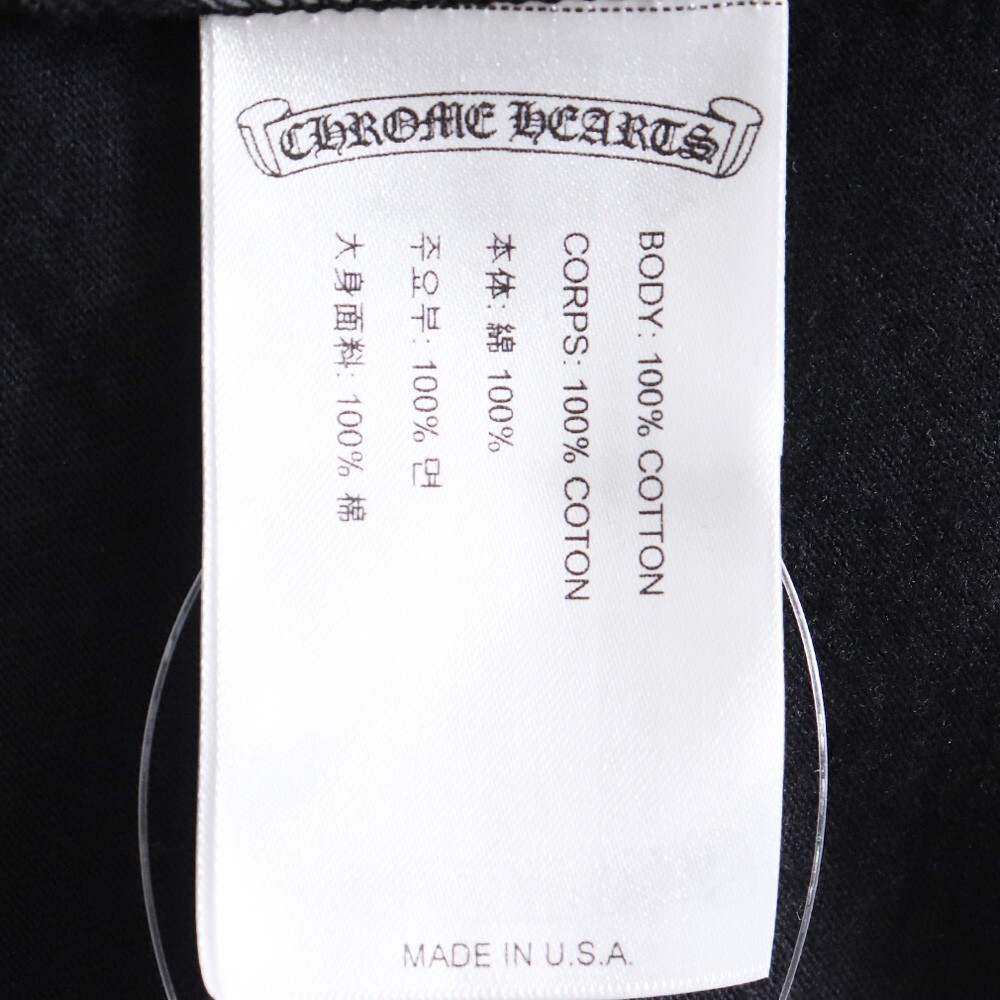 CHROME HEARTS
BODY: 100% COTTON
CORPS: 100% COTON
本体: 綿 100%
주요부: 100% 면
大身面料: 100% 棉
MADE IN U.S.A.